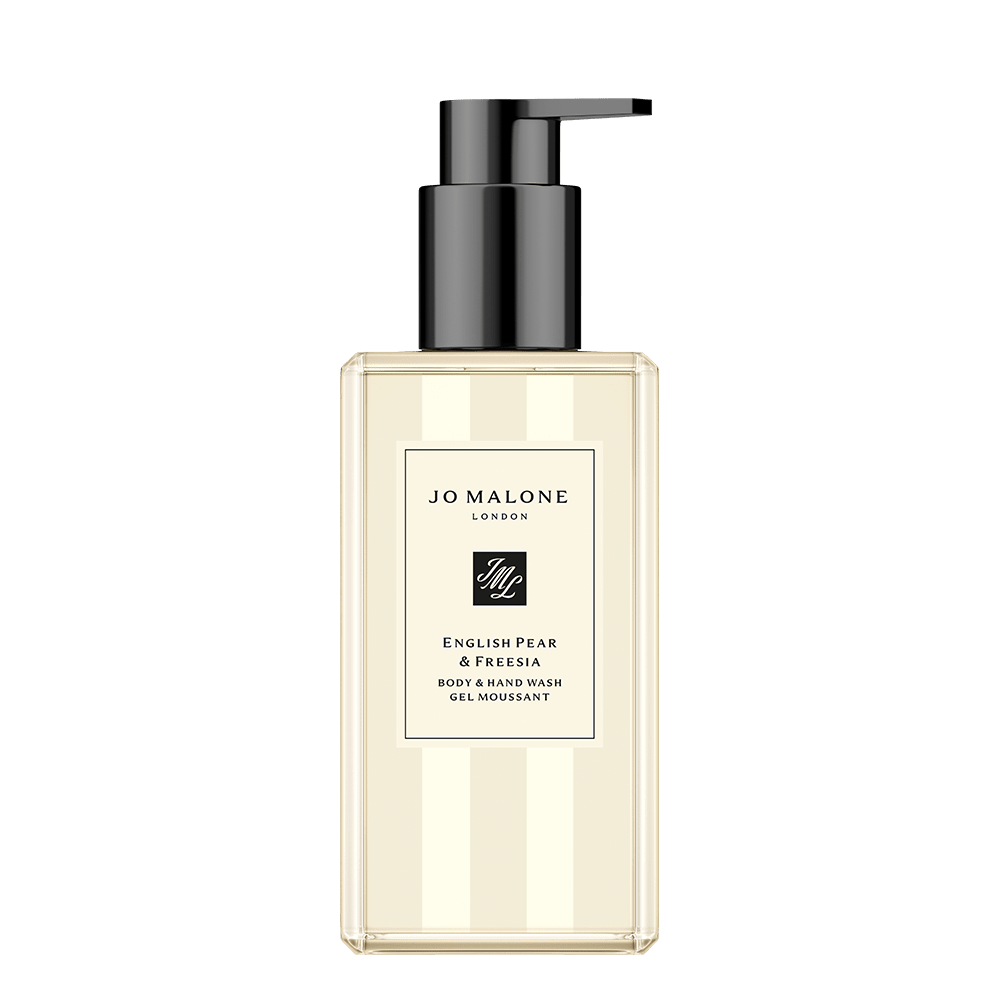 JO MALONE
LONDON
JML
ENGLISH PEAR
& FREESIA
BODY & HAND WASH
GEL MOUSSANT